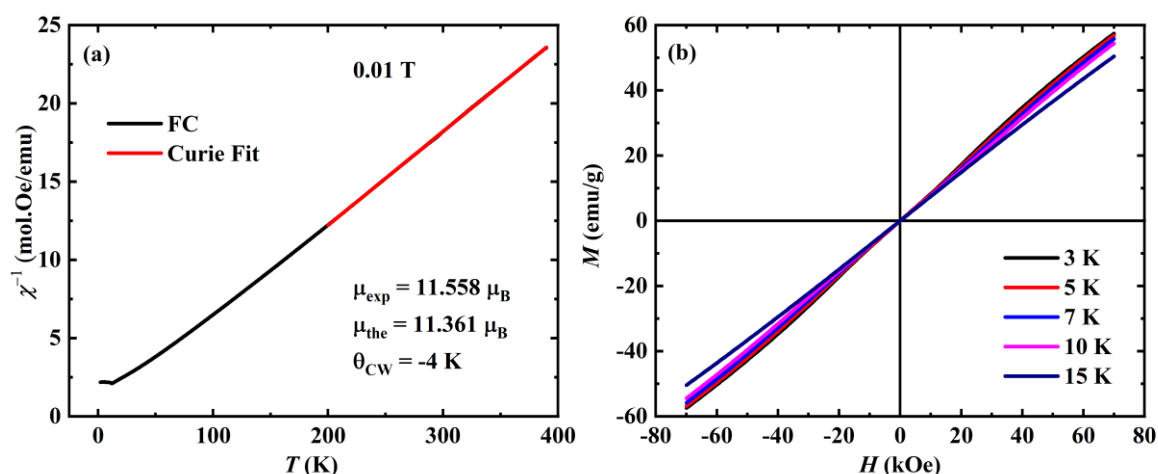 (a)
0.01 T
FC
Curie Fit
μexp = 11.558 μB
μthe = 11.361 μB
θCW = -4 K
χ⁻¹ (mol.Oe/emu)
25
20
15
10
5
0
0 100 200 300 400
T (K)
(b)
M (emu/g)
60
40
20
0
-20
-40
-60
3 K
5 K
7 K
10 K
15 K
-80 -60 -40 -20 0 20 40 60 80
H (kOe)